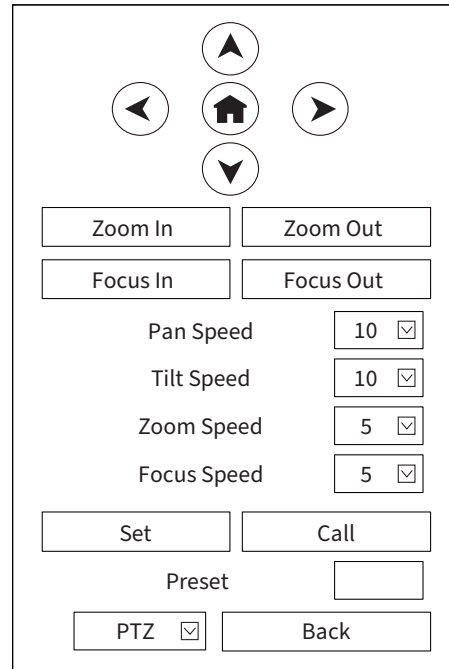 Zoom In Zoom Out
Focus In Focus Out
Pan Speed 10
Tilt Speed 10
Zoom Speed 5
Focus Speed 5
Set Call
Preset
PTZ Back